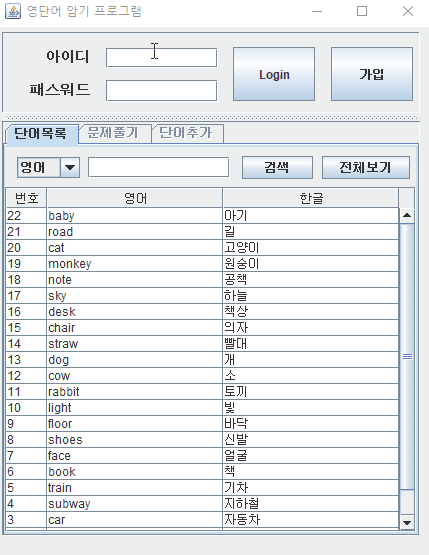 영단어 암기 프로그램
아이디
패스워드
Login
가입
단어목록 문제풀기 단어추가
영어 검색 전체보기
번호 영어 한글
22 baby 아기
21 road 길
20 cat 고양이
19 monkey 원숭이
18 note 공책
17 sky 하늘
16 desk 책상
15 chair 의자
14 straw 빨대
13 dog 개
12 cow 소
11 rabbit 토끼
10 light 빛
9 floor 바닥
8 shoes 신발
7 face 얼굴
6 book 책
5 train 기차
4 subway 지하철
3 car 자동차